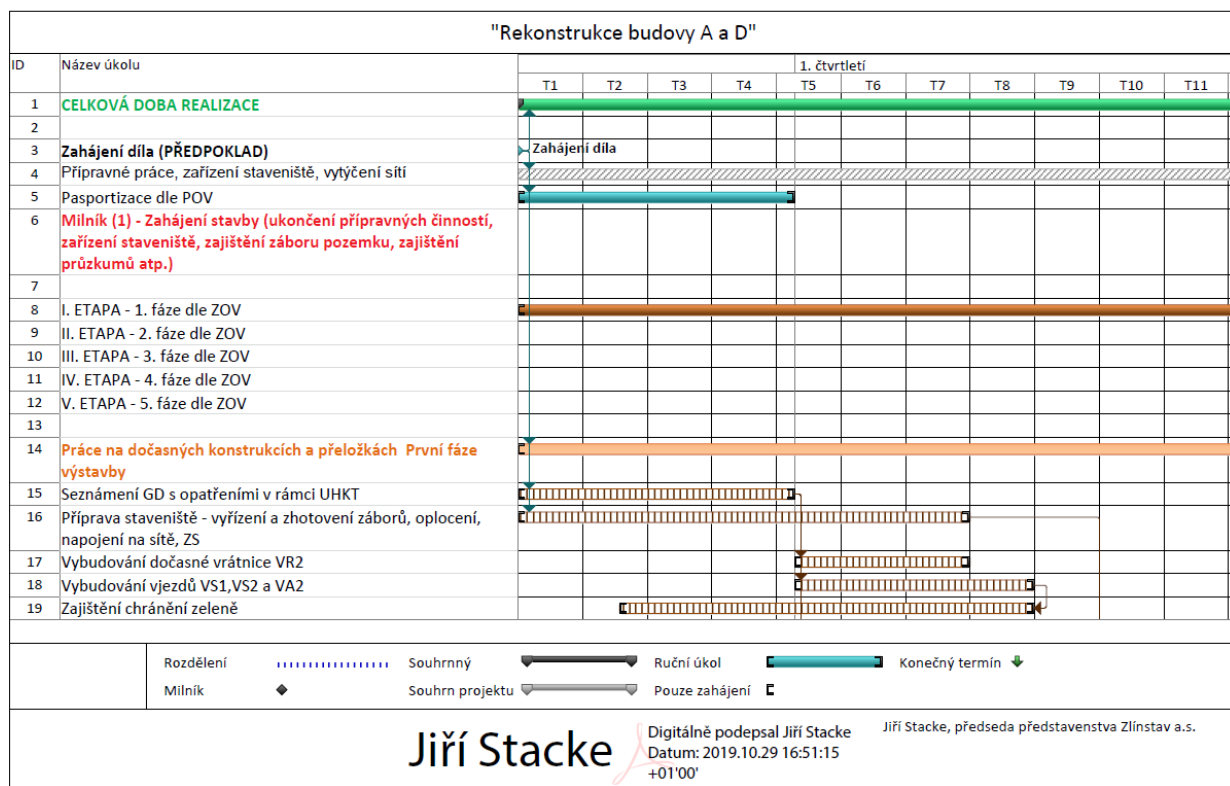 "Rekonstrukce budovy A a D"
ID Název úkolu 1. čtvrtletí
T1 T2 T3 T4 T5 T6 T7 T8 T9 T10 T11
1 CELKOVÁ DOBA REALIZACE
2
3 Zahájení díla (PŘEDPOKLAD) Zahájení díla
4 Přípravné práce, zařízení staveniště, vytýčení sítí
5 Pasportizace dle POV
6 Milník (1) - Zahájení stavby (ukončení přípravných činností,
zařízení staveniště, zajištění záboru pozemku, zajištění
průzkumů atp.)
7
8 I. ETAPA - 1. fáze dle ZOV
9 II. ETAPA - 2. fáze dle ZOV
10 III. ETAPA - 3. fáze dle ZOV
11 IV. ETAPA - 4. fáze dle ZOV
12 V. ETAPA - 5. fáze dle ZOV
13
14 Práce na dočasných konstrukcích a přeložkách První fáze
výstavby
15 Seznámení GD s opatřeními v rámci UHKT
16 Příprava staveniště - vyřízení a zhotovení záborů, oplocení,
napojení na sítě, ZS
17 Vybudování dočasné vrátnice VR2
18 Vybudování vjezdů VS1,VS2 a VA2
19 Zajištění chránění zeleně
Rozdělení Souhrnný Ruční úkol Konečný termín
Milník Souhrn projektu Pouze zahájení
Jiří Stacke
Digitálně podepsal Jiří Stacke
Datum: 2019.10.29 16:51:15
+01'00'
Jiří Stacke, předseda představenstva Zlínstav a.s.